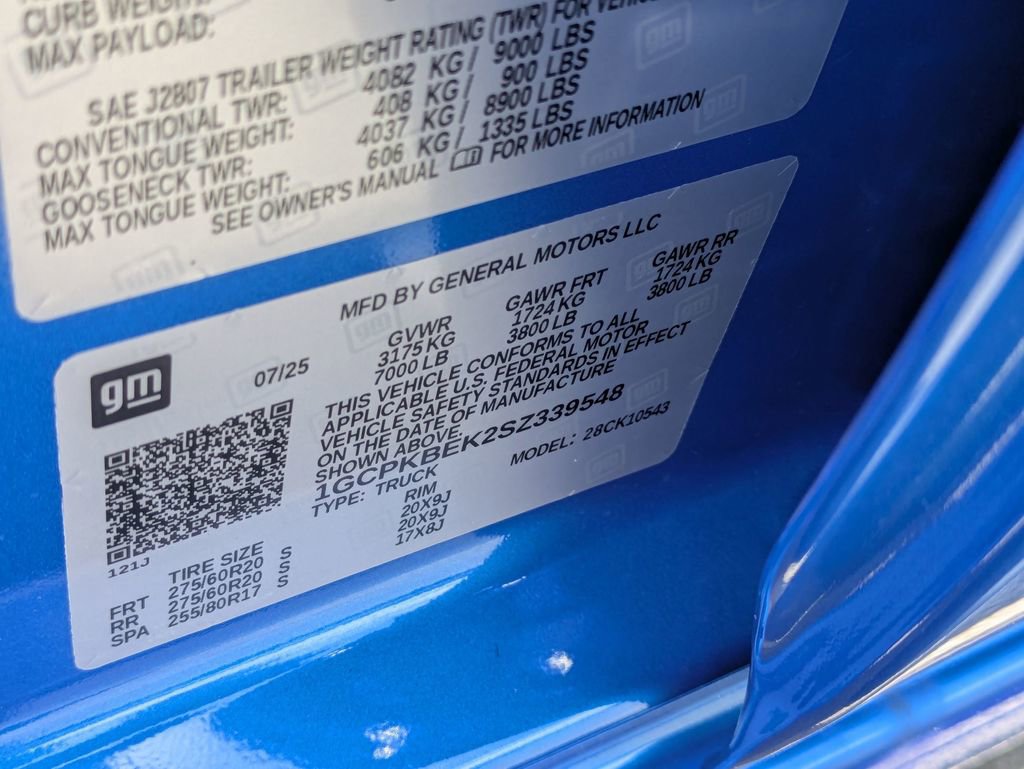 CURB WEIGHT:
MAX PAYLOAD:
SAE J2807 TRAILER WEIGHT RATING (TWR) FOR
CONVENTIONAL TWR: 4082 KG/ 9000 LBS
MAX TONGUE WEIGHT: 408 KG/ 900 LBS
GOOSENECK TWR: 4037 KG/ 8900 LBS
MAX TONGUE WEIGHT: 606 KG/ 1335 LBS
SEE OWNER'S MANUAL FOR MORE INFORMATION
MFD BY GENERAL MOTORS LLC
gm
07/25
GVWR GAWR FRT GAWR RR
3175 KG 1724 KG 1724 KG
7000 LB 3800 LB 3800 LB
THIS VEHICLE CONFORMS TO ALL
APPLICABLE U.S. FEDERAL MOTOR
VEHICLE SAFETY STANDARDS IN EFFECT
ON THE DATE OF MANUFACTURE
SHOWN ABOVE.
1GCPKBEK2SZ339548
TYPE: TRUCK MODEL: 28CK10543
121J
TIRE SIZE RIM
FRT 275/60R20 S 20X9J
RR 275/60R20 S 20X9J
SPA 255/80R17 S 17X8J